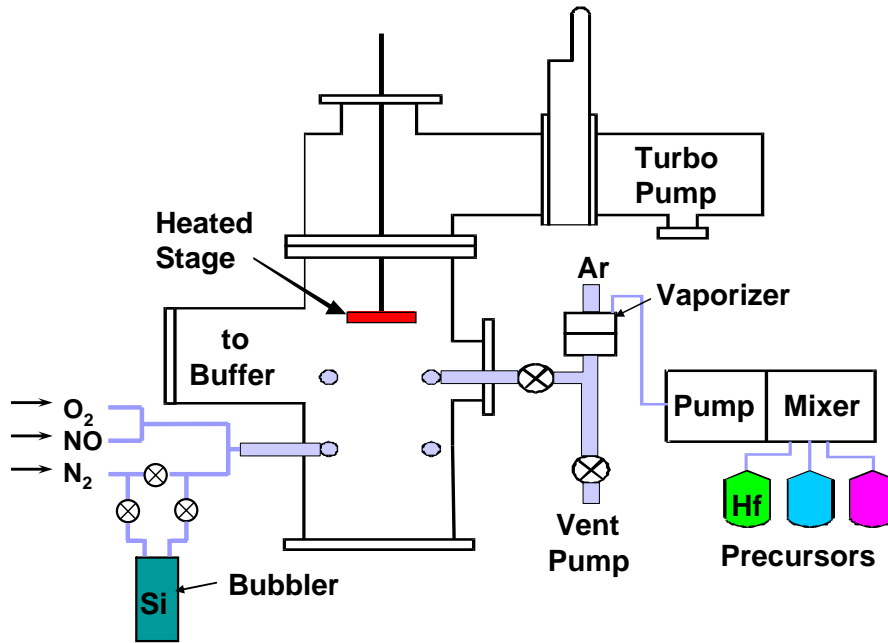 Turbo
Pump
Heated
Stage
Ar
Vaporizer
to
Buffer
Pump
Mixer
O₂
NO
N₂
Hf
Vent
Pump
Precursors
Si
Bubbler